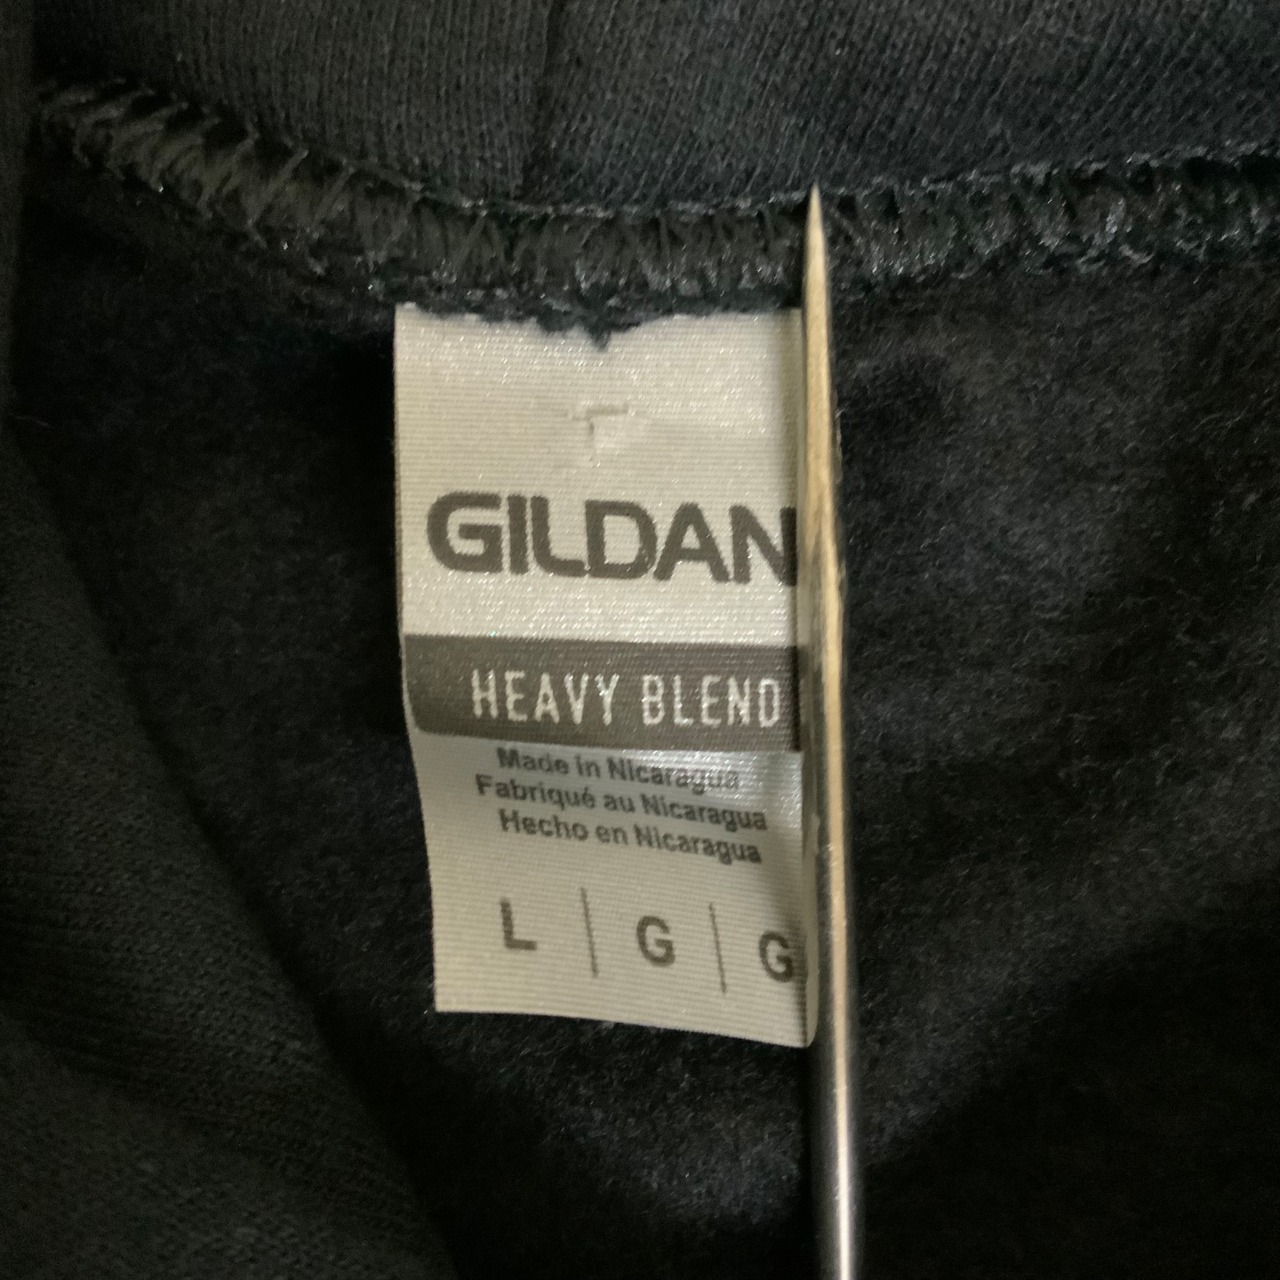 GILDAN
HEAVY BLEND
Made in Nicaragua
Fabriqué au Nicaragua
Hecho en Nicaragua
L | G | G